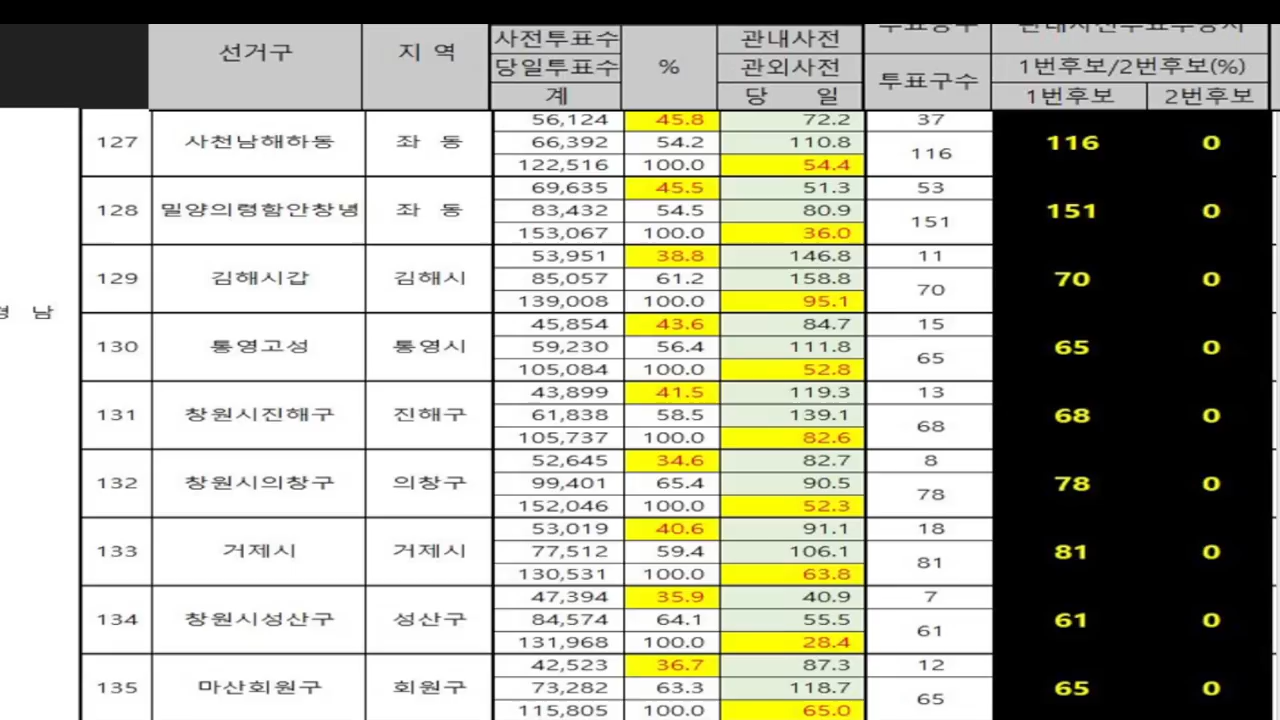 선거구 지 역 사전투표수 당일투표수 계 % 관내사전 관외사전 당 일 투표구수 1번후보/2번후보(%) 1번후보 2번후보
127 사천남해하동 좌 동 56,124 45.8 72.2 37 116 0
66,392 54.2 110.8 116
122,516 100.0 54.4
128 밀양의령함안창녕 좌 동 69,635 45.5 51.3 53 151 0
83,432 54.5 80.9 151
153,067 100.0 36.0
129 김해시갑 김해시 53,951 38.8 146.8 11 70 0
85,057 61.2 158.8 70
139,008 100.0 95.1
남
130 통영고성 통영시 45,854 43.6 84.7 15 65 0
59,230 56.4 111.8 65
105,084 100.0 52.8
131 창원시진해구 진해구 43,899 41.5 119.3 13 68 0
61,838 58.5 139.1 68
105,737 100.0 82.6
132 창원시의창구 의창구 52,645 34.6 82.7 8 78 0
99,401 65.4 90.5 78
152,046 100.0 52.3
133 거제시 거제시 53,019 40.6 91.1 18 81 0
77,512 59.4 106.1 81
130,531 100.0 63.8
134 창원시성산구 성산구 47,394 35.9 40.9 7 61 0
84,574 64.1 55.5 61
131,968 100.0 28.4
135 마산회원구 회원구 42,523 36.7 87.3 12 65 0
73,282 63.3 118.7 65
115,805 100.0 65.0